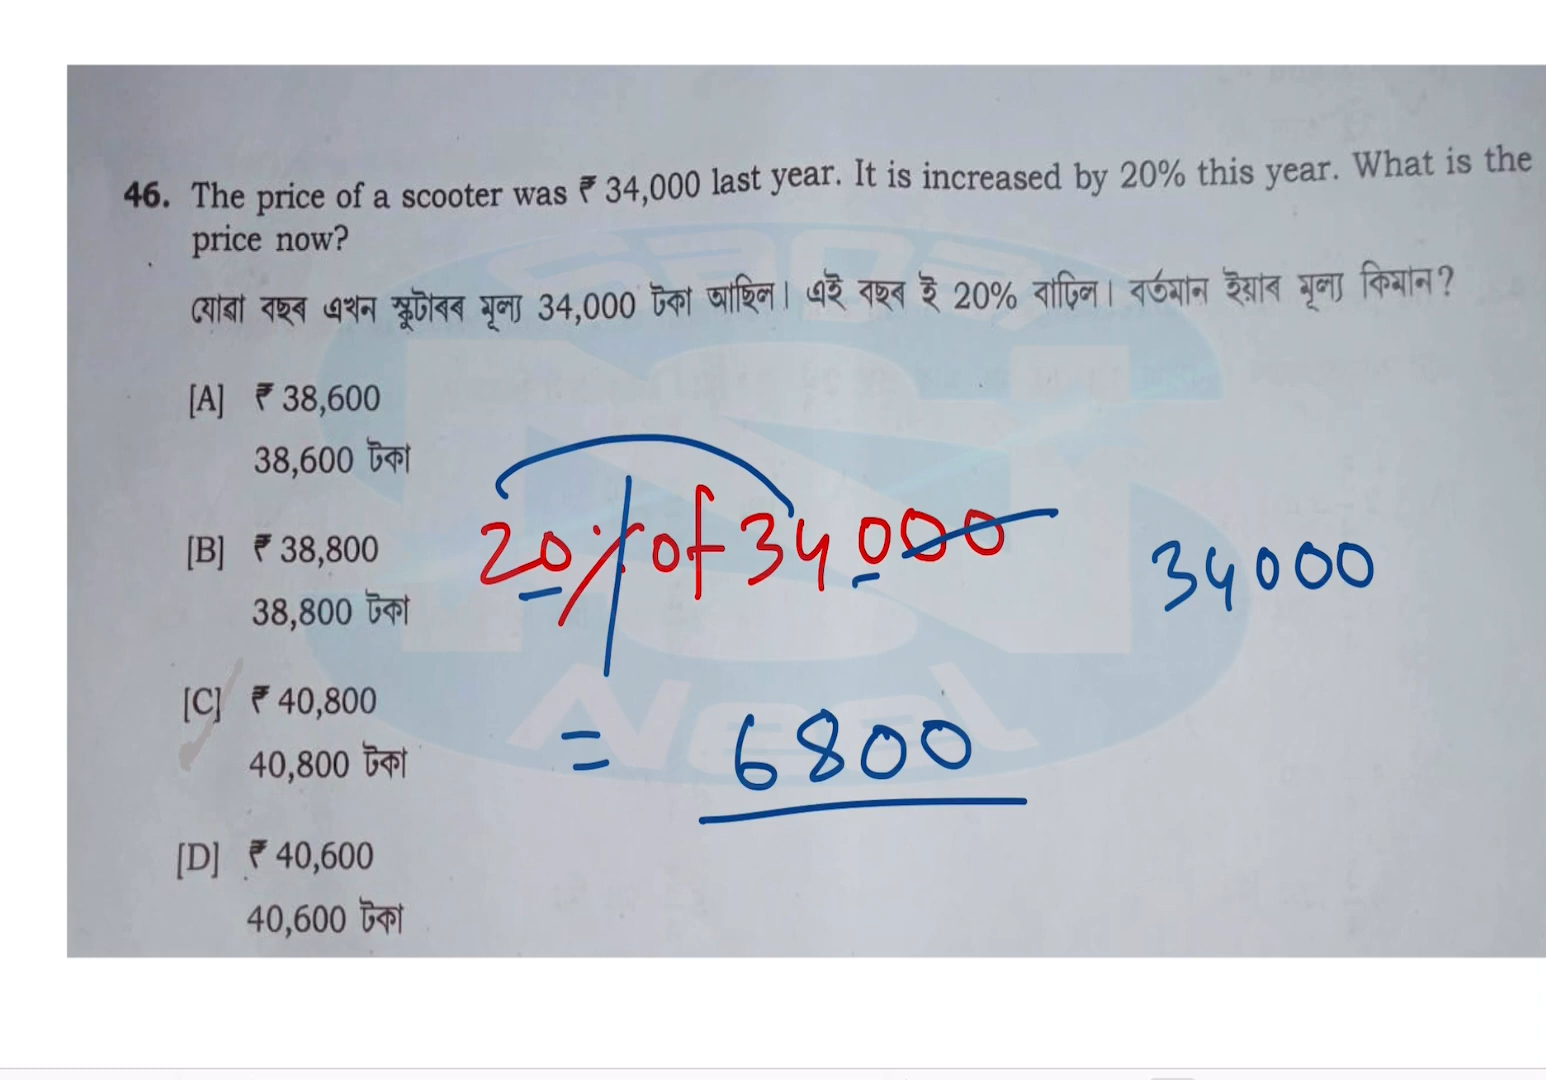 46. The price of a scooter was ₹ 34,000 last year. It is increased by 20% this year. What is the
price now?
যোৱা বছৰ এখন স্কুটাৰৰ মূল্য 34,000 টকা আছিল। এই বছৰ ই 20% বাঢ়িল। বৰ্তমান ইয়াৰ মূল্য কিমান?
[A] ₹ 38,600
38,600 টকা
[B] ₹ 38,800
38,800 টকা
20% of 34000
34000
[C] ₹ 40,800
40,800 টকা
= 6800
[D] ₹ 40,600
40,600 টকা
Neel